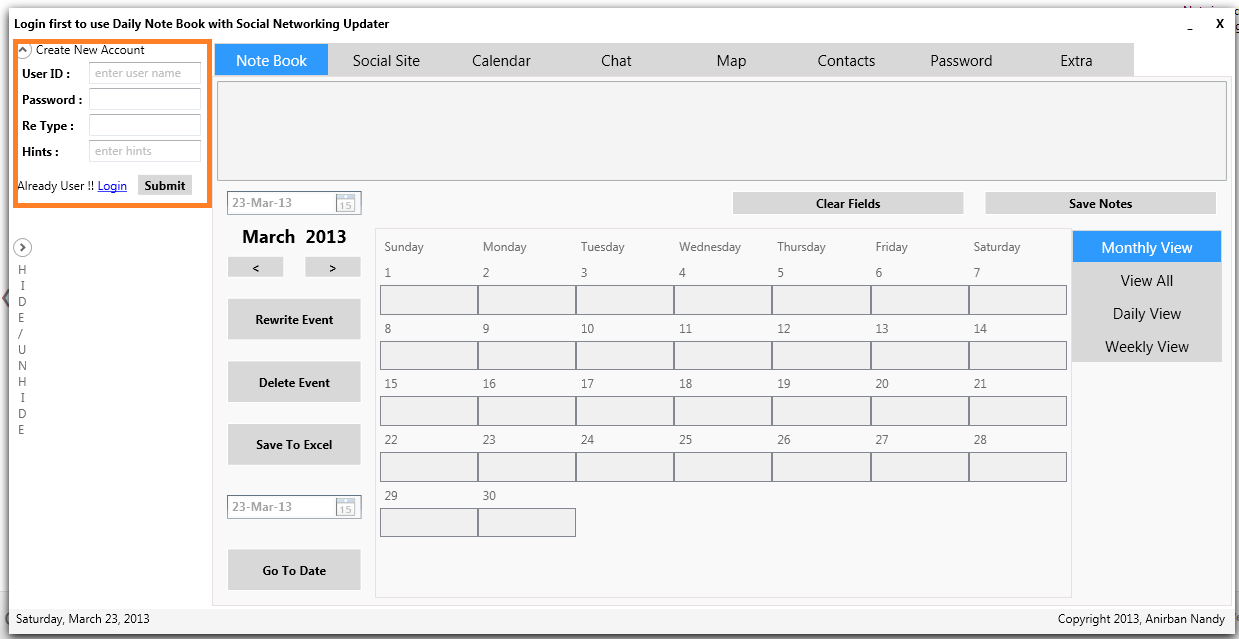 Login first to use Daily Note Book with Social Networking Updater
_ X
Create New Account
User ID : enter user name
Password :
Re Type :
Hints : enter hints
Already User !! Login Submit
Note Book Social Site Calendar Chat Map Contacts Password Extra
23-Mar-13 15 Clear Fields Save Notes
March 2013
< >
Rewrite Event
Delete Event
Save To Excel
23-Mar-13 15
Go To Date
Sunday Monday Tuesday Wednesday Thursday Friday Saturday
1 2 3 4 5 6 7
8 9 10 11 12 13 14
15 16 17 18 19 20 21
22 23 24 25 26 27 28
29 30
Monthly View
View All
Daily View
Weekly View
H
I
D
E
/
U
N
H
I
D
E
Saturday, March 23, 2013 Copyright 2013, Anirban Nandy